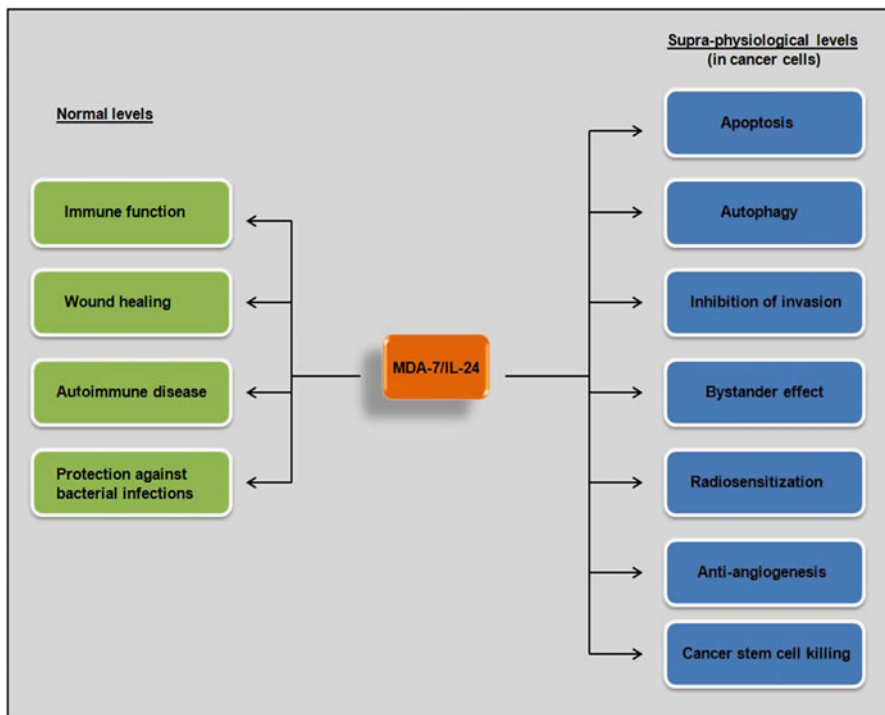 Normal levels
Immune function
Wound healing
Autoimmune disease
Protection against
bacterial infections
MDA-7/IL-24
Supra-physiological levels
(in cancer cells)
Apoptosis
Autophagy
Inhibition of invasion
Bystander effect
Radiosensitization
Anti-angiogenesis
Cancer stem cell killing